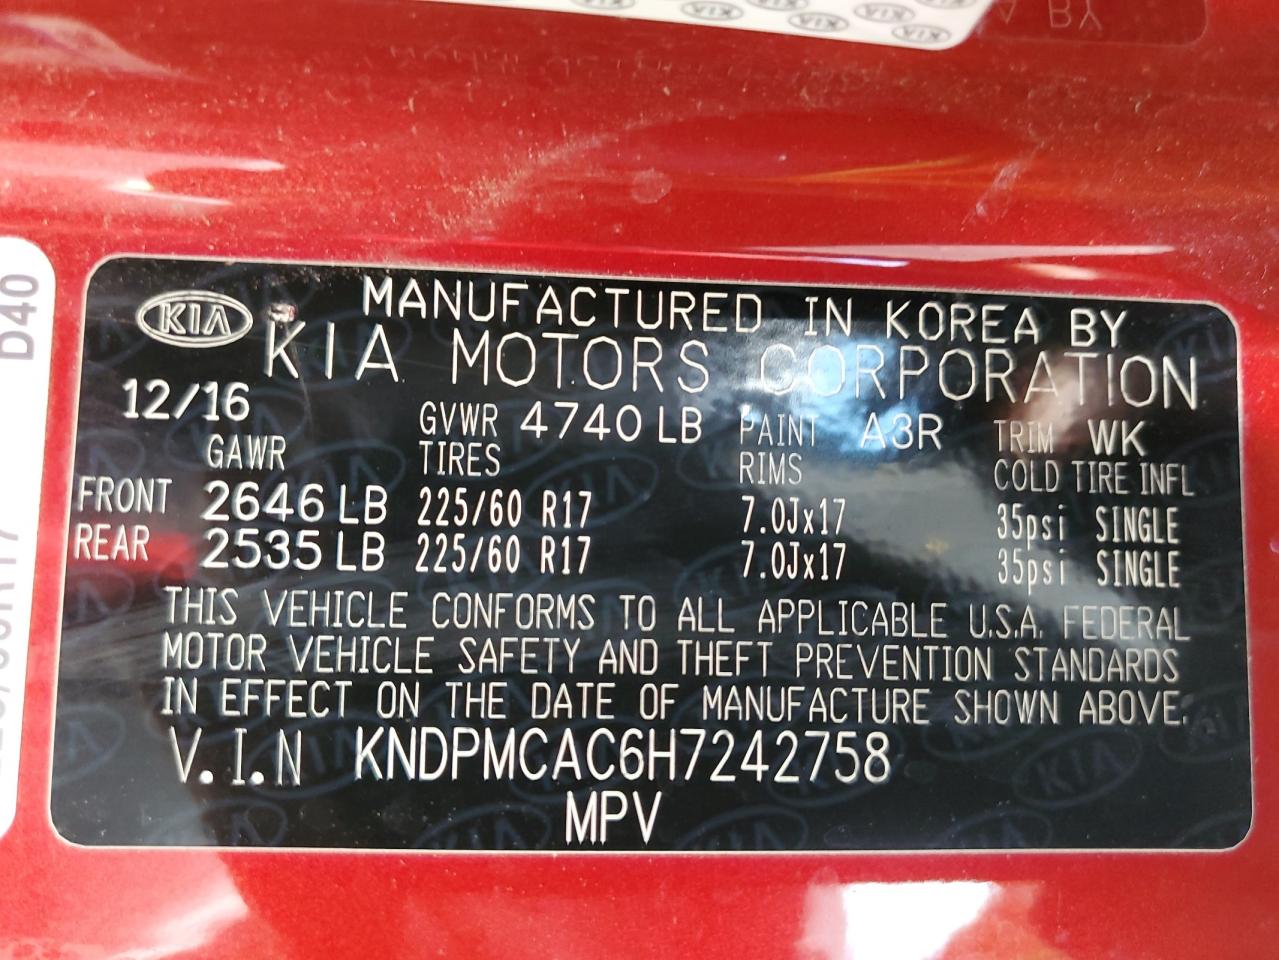 KIA MANUFACTURED IN KOREA BY
KIA MOTORS CORPORATION
12/16 GVWR 4740 LB PAINT A3R TRIM WK
GAWR TIRES RIMS COLD TIRE INFL
FRONT 2646 LB 225/60 R17 7.0Jx17 35psi SINGLE
REAR 2535 LB 225/60 R17 7.0Jx17 35psi SINGLE
THIS VEHICLE CONFORMS TO ALL APPLICABLE U.S.A. FEDERAL
MOTOR VEHICLE SAFETY AND THEFT PREVENTION STANDARDS
IN EFFECT ON THE DATE OF MANUFACTURE SHOWN ABOVE.
V.I.N KNDPMCAC6H7242758
MPV
D40